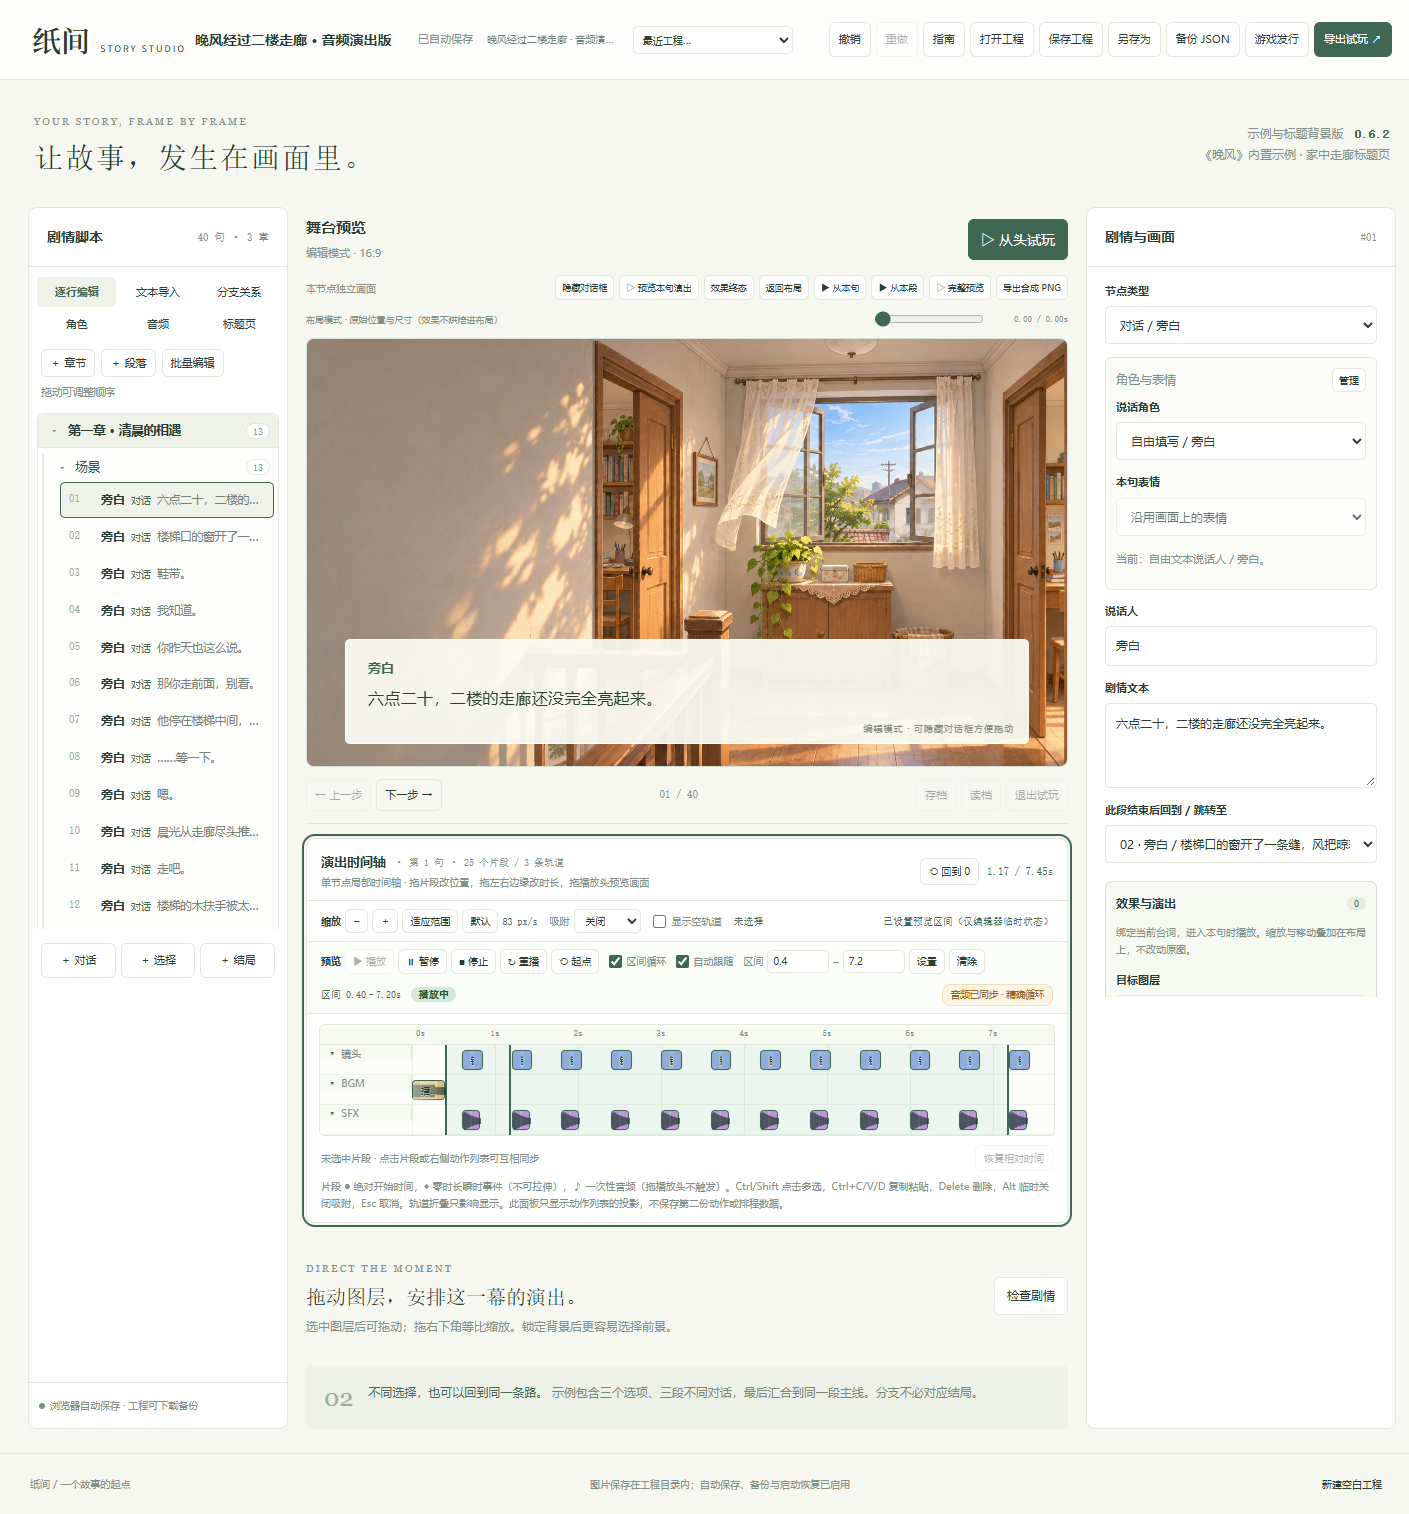 纸间 STORY STUDIO 晚风经过二楼走廊 • 音频演出版 已自动保存 晚风经过二楼走廊 · 音频演... 最近工程... 撤销 重做 指南 打开工程 保存工程 另存为 备份 JSON 游戏发行 导出试玩 ↗
YOUR STORY, FRAME BY FRAME
让故事，发生在画面里。
示例与标题背景版 0.6.2
《晚风》内置示例 · 家中走廊标题页
剧情脚本 40 句 · 3 章
逐行编辑 文本导入 分支关系
角色 音频 标题页
+ 章节 + 段落 批量编辑
拖动可调整顺序
第一章 • 清晨的相遇 13
场景 13
01 旁白 对话 六点二十，二楼的...
02 旁白 对话 楼梯口的窗开了一...
03 旁白 对话 鞋带。
04 旁白 对话 我知道。
05 旁白 对话 你昨天也这么说。
06 旁白 对话 那你走前面，别看。
07 旁白 对话 他停在楼梯中间，...
08 旁白 对话 ……等一下。
09 旁白 对话 嗯。
10 旁白 对话 晨光从走廊尽头推...
11 旁白 对话 走吧。
12 旁白 对话 楼梯的木扶手被太...
+ 对话 + 选择 + 结局
● 浏览器自动保存 · 工程可下载备份
舞台预览
编辑模式 · 16:9
▷ 从头试玩
本节点独立画面 隐藏对话框 ▷ 预览本句演出 效果终态 返回布局 ▶ 从本句 ▶ 从本段 ▷ 完整预览 导出合成 PNG
布局模式 · 原始位置与尺寸（效果不烘焙进布局） 0.00 / 0.00s
旁白
六点二十，二楼的走廊还没完全亮起来。
编辑模式 · 可隐藏对话框方便拖动
← 上一步 下一步 → 01 / 40 存档 读档 退出试玩
演出时间轴 · 第 1 句 · 25 个片段 / 3 条轨道
单节点局部时间轴 · 拖片段改位置，拖左右边缘改时长，拖播放头预览画面
⟲ 回到 0 1.17 / 7.45s
缩放 − + 适应范围 默认 83 px/s 吸附 关闭 显示空轨道 未选择 已设置预览区间（仅编辑器临时状态）
预览 ▶ 播放 ⏸ 暂停 ■ 停止 ↻ 重播 ⟲ 起点 区间循环 自动跟随 区间 0.4 – 7.2 设置 清除
区间 0.40 – 7.20s 播放中 音频已同步 · 精确循环
0s 1s 2s 3s 4s 5s 6s 7s
▾ 镜头
▾ BGM
▾ SFX
未选中片段 · 点击片段或右侧动作列表可互相同步 恢复相对时间
片段 ● 绝对开始时间，✦ 零时长瞬时事件（不可拉伸），♪ 一次性音频（拖播放头不触发）。Ctrl/Shift 点击多选，Ctrl+C/V/D 复制粘贴，Delete 删除，Alt 临时关
闭吸附，Esc 取消。轨道折叠只影响显示。此面板只显示动作列表的投影，不保存第二份动作或排程数据。
DIRECT THE MOMENT
拖动图层，安排这一幕的演出。
选中图层后可拖动；拖右下角等比缩放。锁定背景后更容易选择前景。
检查剧情
02 不同选择，也可以回到同一条路。 示例包含三个选项、三段不同对话，最后汇合到同一段主线。分支不必对应结局。
剧情与画面 #01
节点类型
对话 / 旁白
角色与表情 管理
说话角色
自由填写 / 旁白
本句表情
沿用画面上的表情
当前：自由文本说话人 / 旁白。
说话人
旁白
剧情文本
六点二十，二楼的走廊还没完全亮起来。
此段结束后回到 / 跳转至
02 · 旁白 / 楼梯口的窗开了一条缝，风把晾
效果与演出 0
绑定当前台词，进入本句时播放。缩放与移动叠加在布局
上，不改动原图。
目标图层
纸间 / 一个故事的起点 图片保存在工程目录内；自动保存、备份与启动恢复已启用 新建空白工程